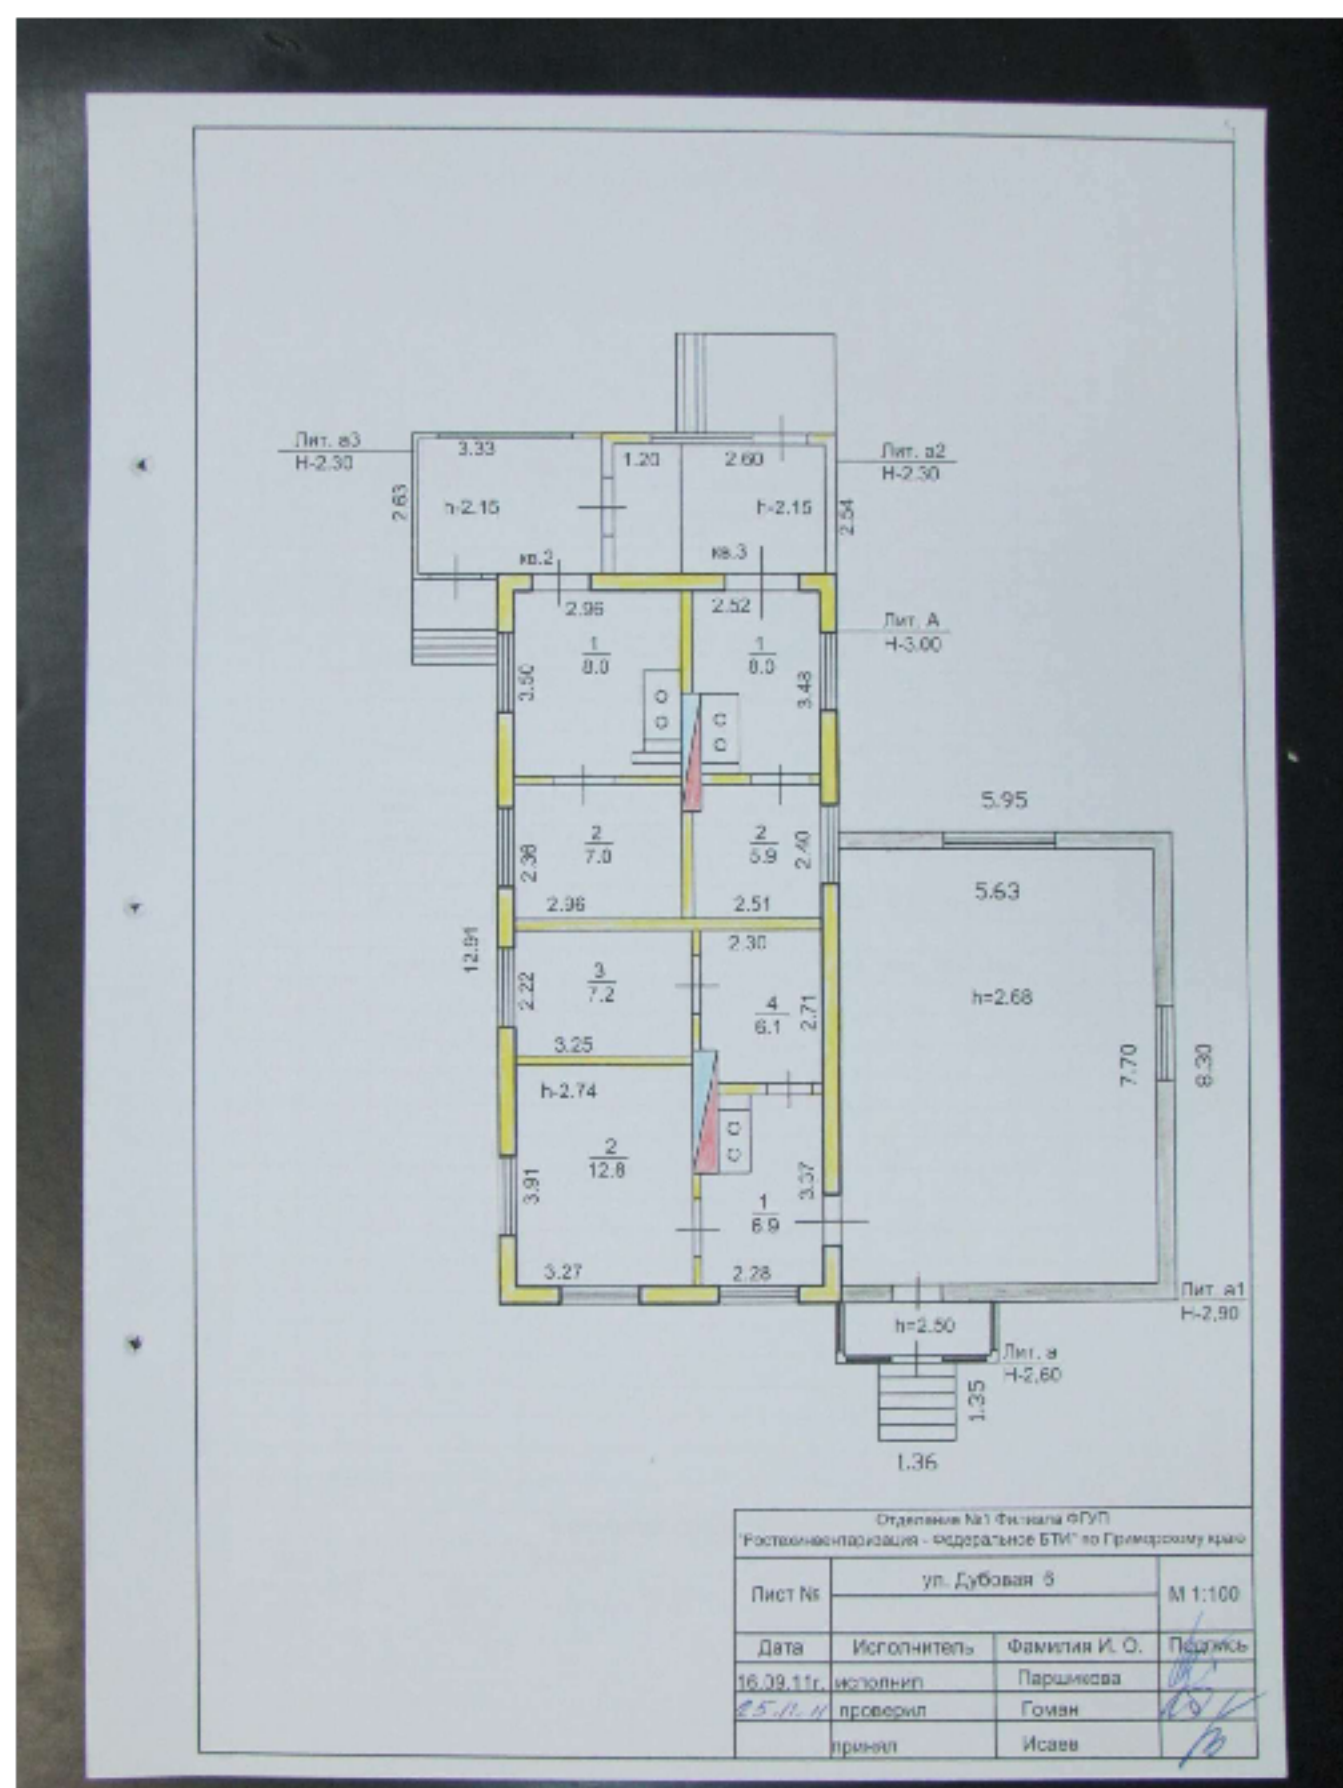 Лит. а3
Н-2.30
3.33
1.20
2.60
Лит. а2
Н-2.30
2.63
h-2.15
h-2.15
2.54
кв.2
кв.3
2.96
2.52
Лит. А
Н-3.00
1
8.0
1
8.0
3.50
3.48
5.95
2
7.0
2
5.9
2.36
2.40
5.63
2.96
2.51
12.91
2.30
3
7.2
2.22
4
6.1
2.71
h=2.68
3.25
7.70
8.30
h-2.74
2
12.8
3.91
1
6.9
3.37
3.27
2.28
Лит. а1
Н-2,90
h=2.50
Лит. а
Н-2,60
1.35
1.36
Отделение №1 Филиала ФГУП
"Ростехинвентаризация - Федеральное БТИ" по Приморскому краю
Лист №
ул. Дубовая 6
М 1:100
Дата Исполнитель Фамилия И. О. Подпись
16.09.11г. исполнил Паршикова
25.11.11 проверил Гоман
принял Исаев